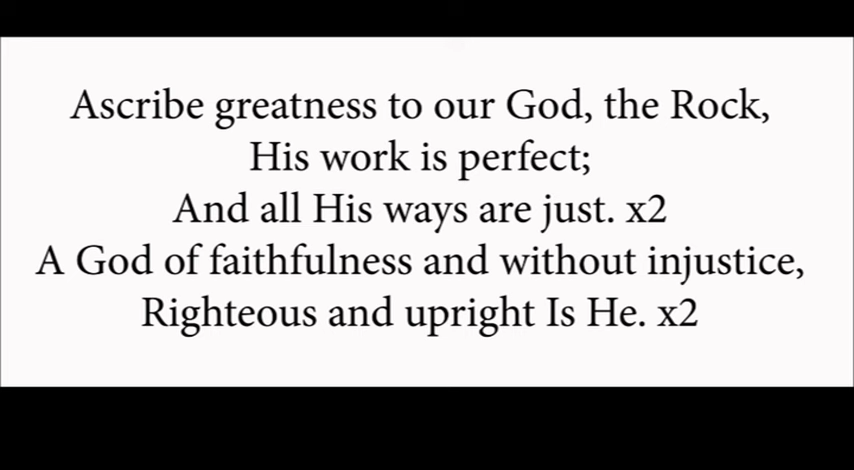 Ascribe greatness to our God, the Rock,
His work is perfect;
And all His ways are just. x2
A God of faithfulness and without injustice,
Righteous and upright Is He. x2